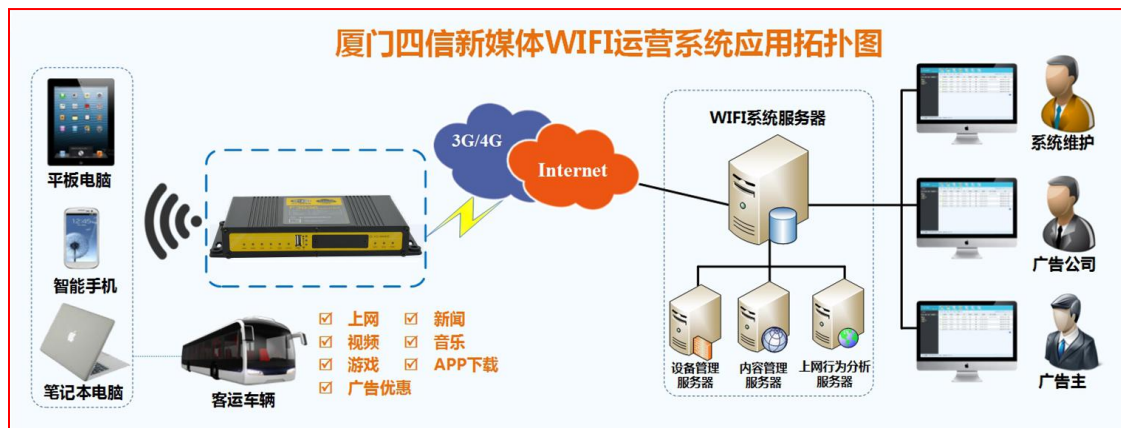 厦门四信新媒体WIFI运营系统应用拓扑图
平板电脑
智能手机
笔记本电脑
客运车辆
上网
新闻
视频
音乐
游戏
APP下载
广告优惠
3G/4G
Internet
WIFI系统服务器
设备管理
服务器
内容管理
服务器
上网行为分析
服务器
系统维护
广告公司
广告主